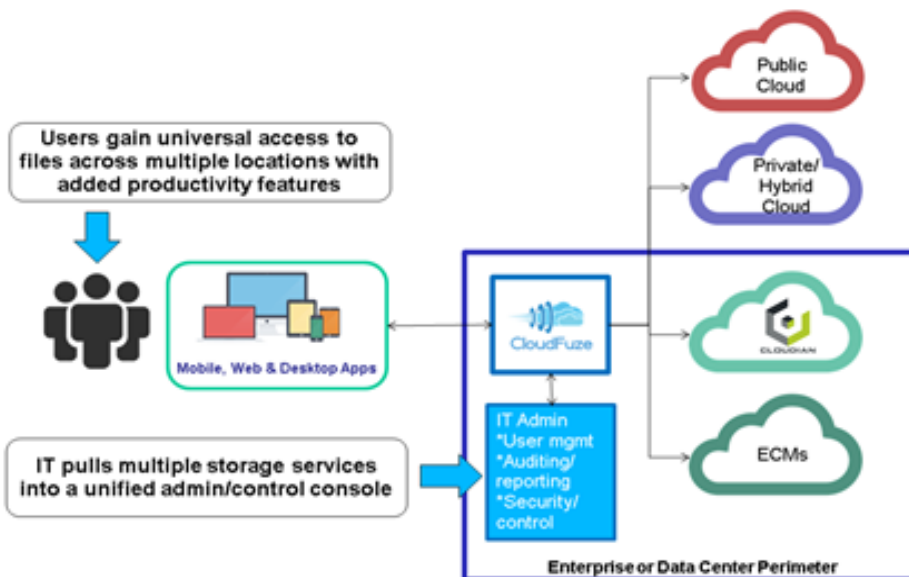 Public
Cloud
Users gain universal access to
files across multiple locations with
added productivity features
Private/
Hybrid
Cloud
CloudFuze
CLOUDIAN
Mobile, Web & Desktop Apps
IT Admin
*User mgmt
*Auditing/
reporting
*Security/
control
ECMs
IT pulls multiple storage services
into a unified admin/control console
Enterprise or Data Center Perimeter